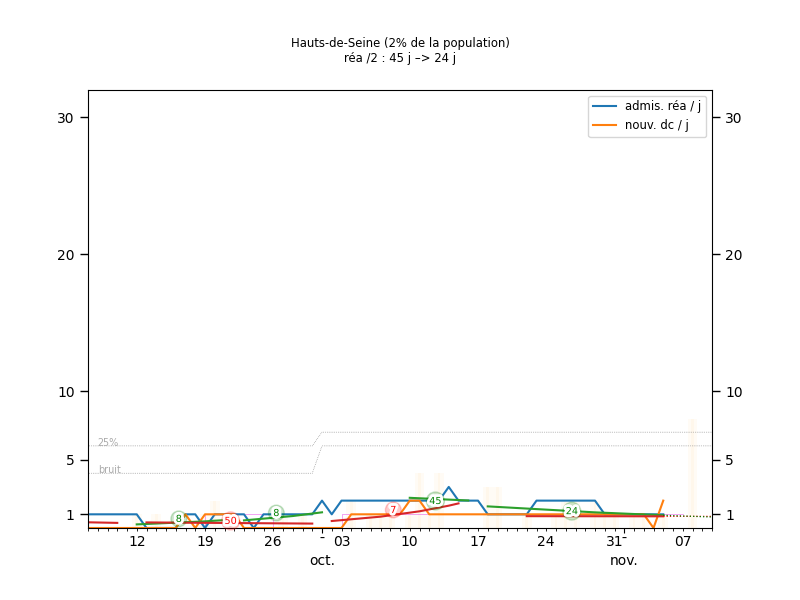 Hauts-de-Seine (2% de la population)
réa /2 : 45 j –> 24 j
admis. réa / j
nouv. dc / j
30 30
20 20
10 10
25%
5 5
bruit
8 50 8 7 45 24
1 1
12 19 26 - 03 10 17 24 31- 07
oct. nov.